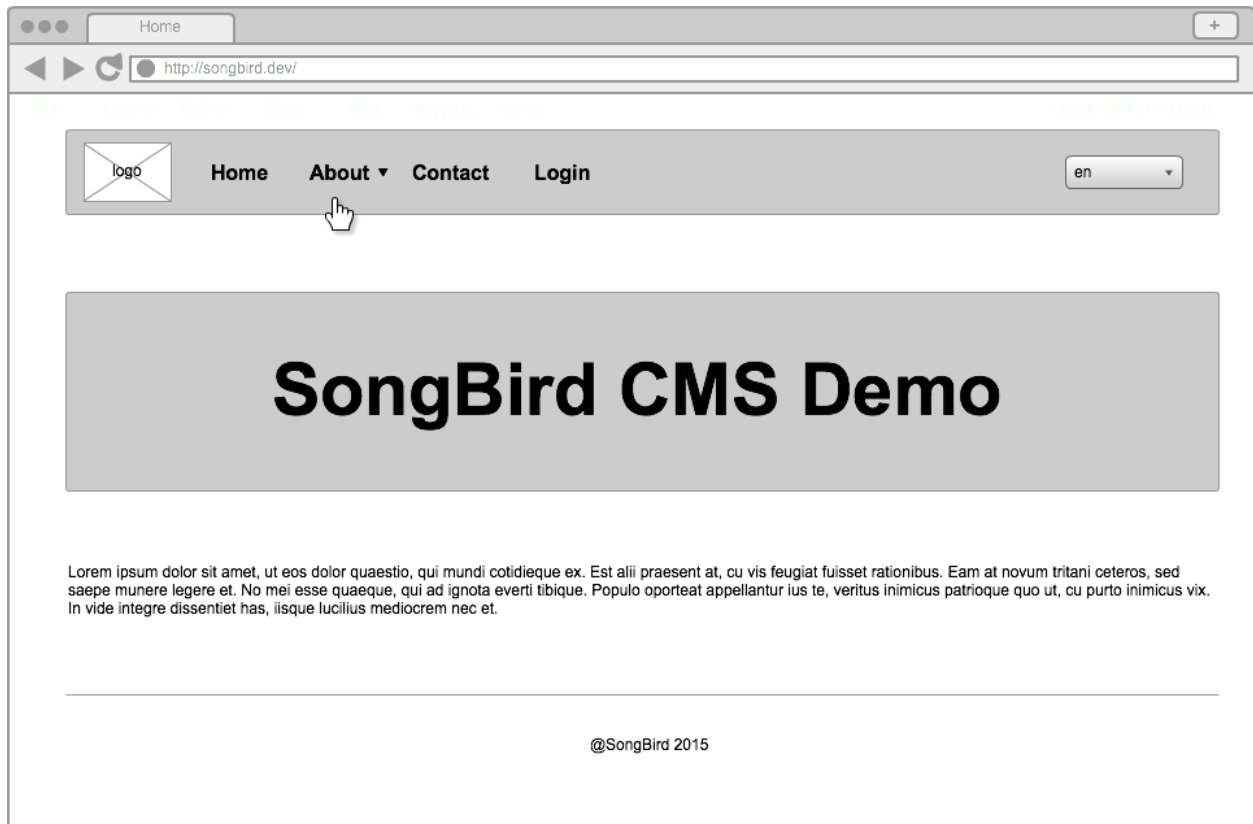 Home
+
http://songbird.dev/
logo
Home
About ▾
Contact
Login
en
SongBird CMS Demo
Lorem ipsum dolor sit amet, ut eos dolor quaestio, qui mundi cotidieque ex. Est alii praesent at, cu vis feugiat fuisset rationibus. Eam at novum tritani ceteros, sed
saepe munere legere et. No mei esse quaeque, qui ad ignota everti tibique. Populo oporteat appellantur ius te, veritus inimicus patrioque quo ut, cu purto inimicus vix.
In vide integre dissentiet has, iisque lucilius mediocrem nec et.
@SongBird 2015